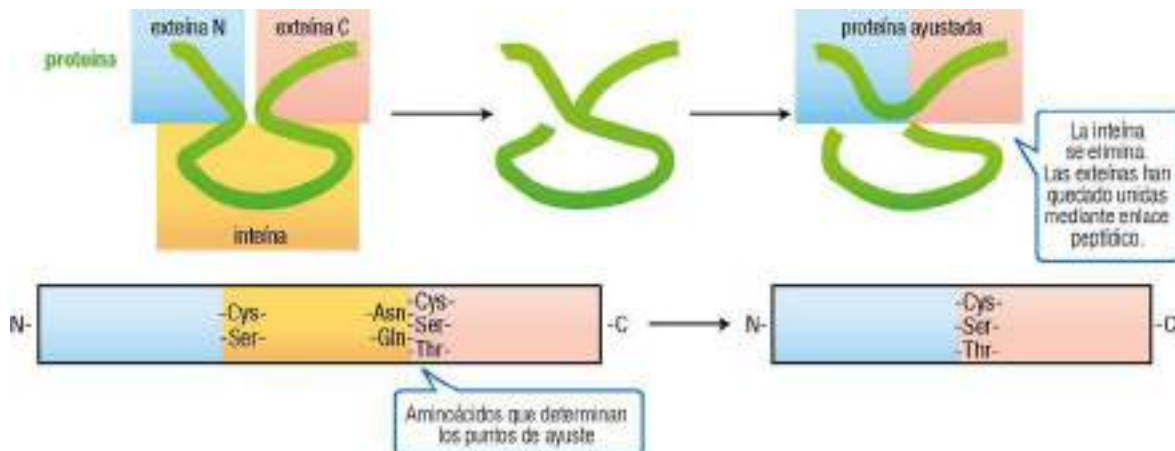 exteína N
exteína C
proteína
inteína
proteína ayustada
La inteína
se elimina.
Las exteínas han
quedado unidas
mediante enlace
peptídico.
N-
-Cys-
-Ser-
-Asn-
-Gln-
-Cys-
-Ser-
-Thr-
-C
N-
-Cys-
-Ser-
-Thr-
-C
Aminoácidos que determinan
los puntos de ayuste